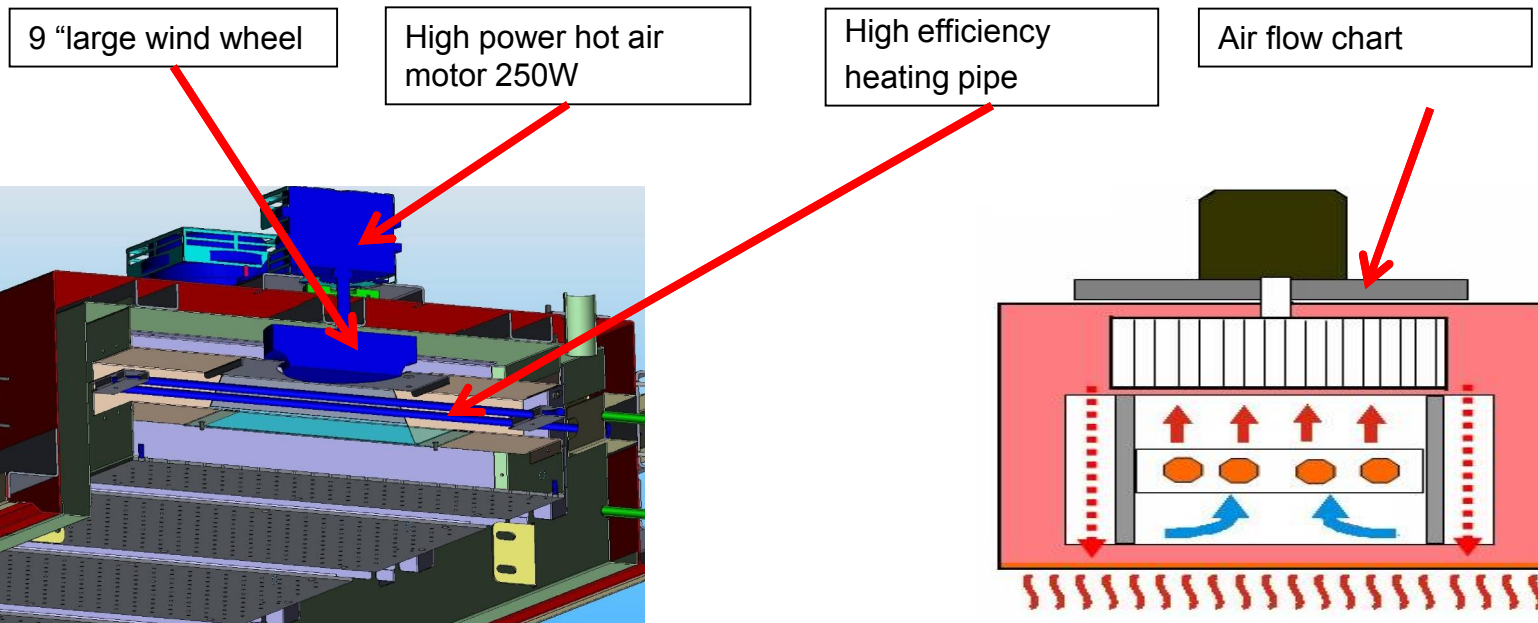 9 “large wind wheel
High power hot air
motor 250W
High efficiency
heating pipe
Air flow chart